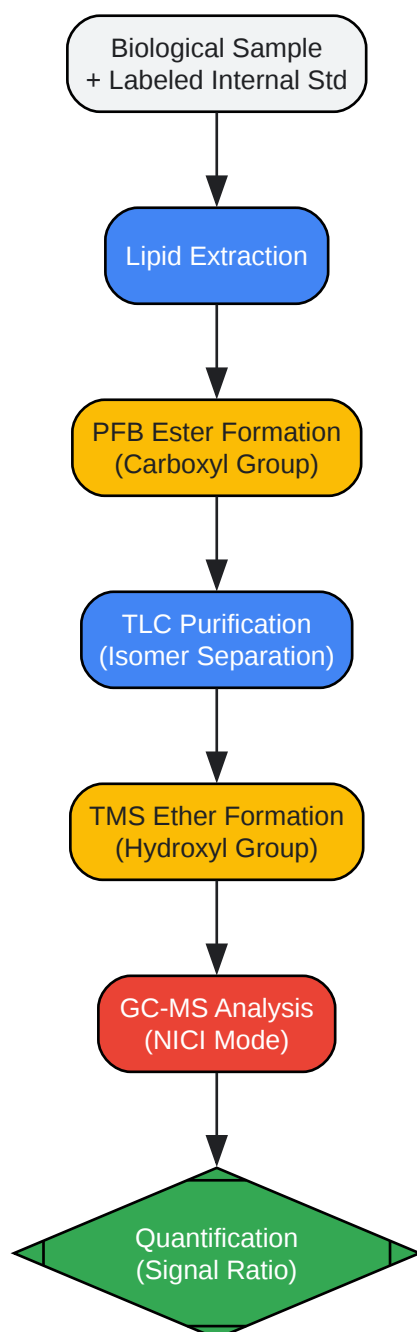 Biological Sample
+ Labeled Internal Std
Lipid Extraction
PFB Ester Formation
(Carboxyl Group)
TLC Purification
(Isomer Separation)
TMS Ether Formation
(Hydroxyl Group)
GC-MS Analysis
(NICI Mode)
Quantification
(Signal Ratio)